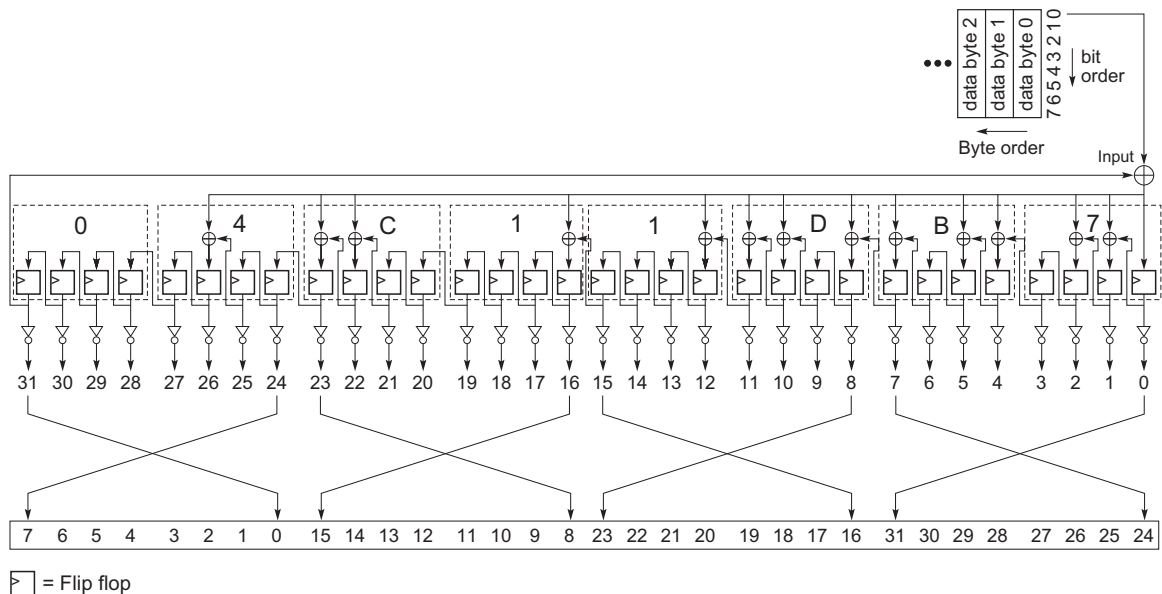 data byte 2
data byte 1
data byte 0
7 6 5 4 3 2 1 0
bit
order
Byte order
Input
0 4 C 1 1 D B 7
> > > > > > > > > > > > > > > > > > > > > > > > > > > > > > > >
31 30 29 28 27 26 25 24 23 22 21 20 19 18 17 16 15 14 13 12 11 10 9 8 7 6 5 4 3 2 1 0
7 6 5 4 3 2 1 0 15 14 13 12 11 10 9 8 23 22 21 20 19 18 17 16 31 30 29 28 27 26 25 24
> = Flip flop